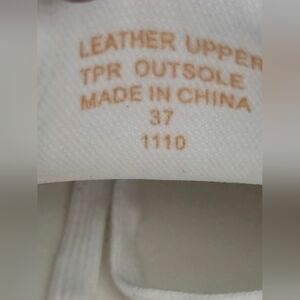 LEATHER UPPER
TPR OUTSOLE
MADE IN CHINA
37
1110